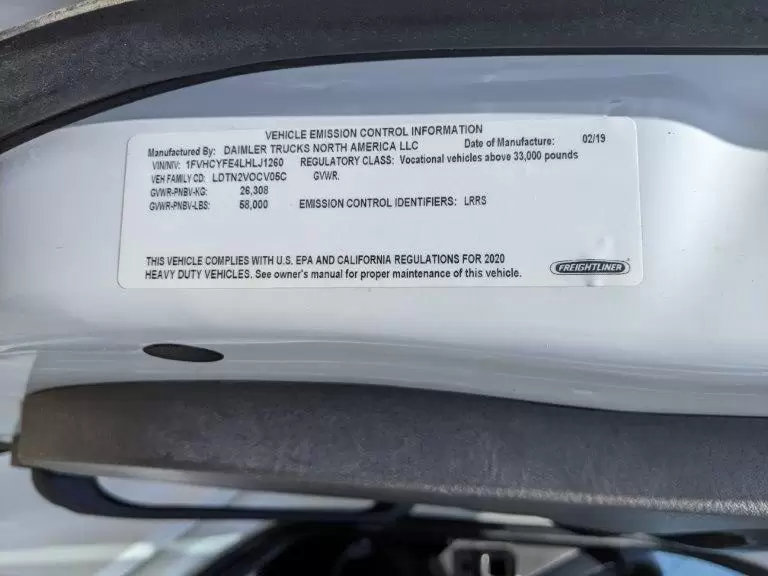 VEHICLE EMISSION CONTROL INFORMATION
Manufactured By: DAIMLER TRUCKS NORTH AMERICA LLC Date of Manufacture: 02/19
VIN/NIV: 1FVHCYFE4LHLJ1260 REGULATORY CLASS: Vocational vehicles above 33,000 pounds
VEH FAMILY CD: LDTN2VOCV05C GVWR.
GVWR-PNBV-KG: 26,308
GVWR-PNBV-LBS: 58,000 EMISSION CONTROL IDENTIFIERS: LRRS
THIS VEHICLE COMPLIES WITH U.S. EPA AND CALIFORNIA REGULATIONS FOR 2020
HEAVY DUTY VEHICLES. See owner's manual for proper maintenance of this vehicle.
FREIGHTLINER